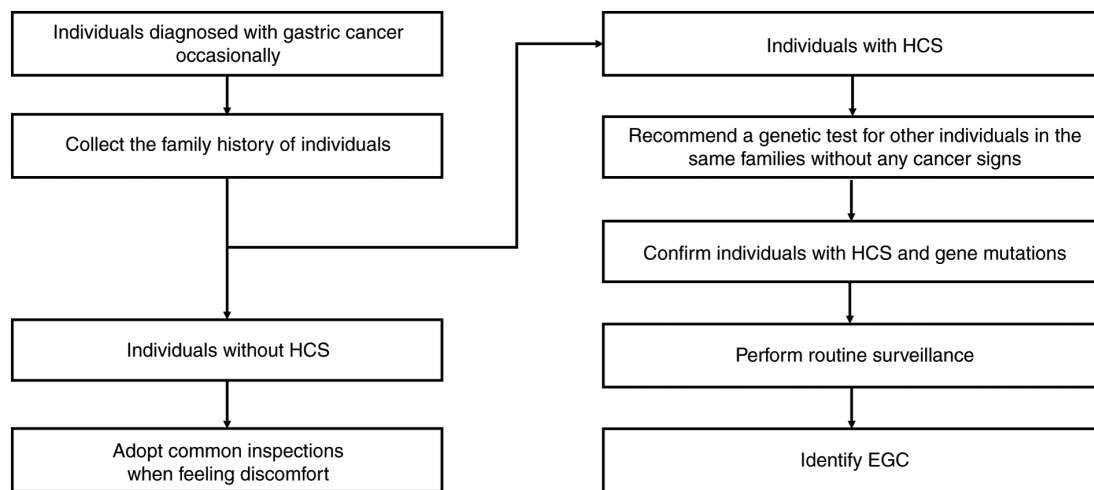 Individuals diagnosed with gastric cancer
occasionally
Collect the family history of individuals
Individuals without HCS
Adopt common inspections
when feeling discomfort
Individuals with HCS
Recommend a genetic test for other individuals in the
same families without any cancer signs
Confirm individuals with HCS and gene mutations
Perform routine surveillance
Identify EGC